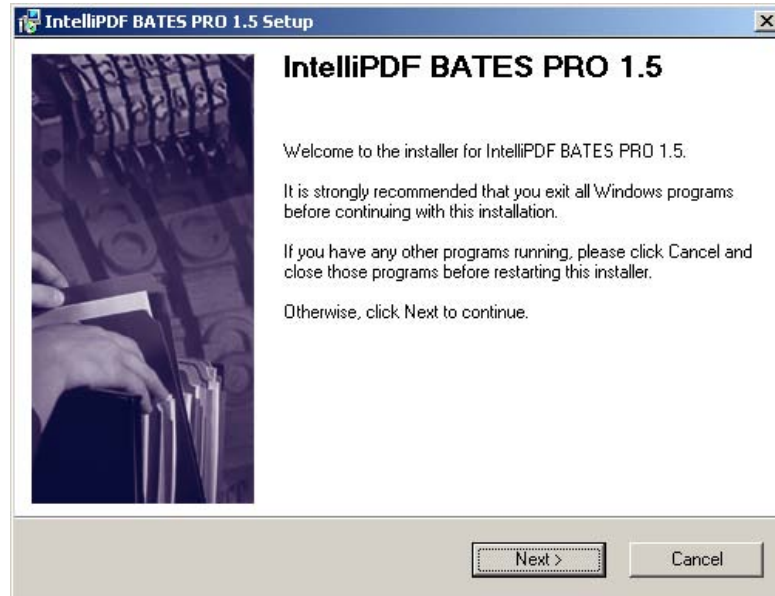 IntelliPDF BATES PRO 1.5 Setup
IntelliPDF BATES PRO 1.5
Welcome to the installer for IntelliPDF BATES PRO 1.5.
It is strongly recommended that you exit all Windows programs
before continuing with this installation.
If you have any other programs running, please click Cancel and
close those programs before restarting this installer.
Otherwise, click Next to continue.
Next >
Cancel